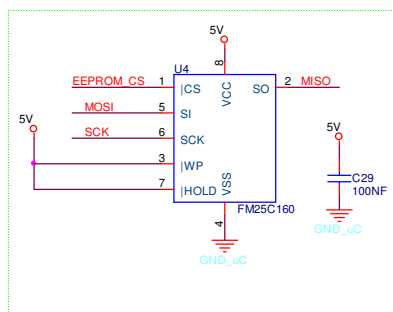 5V
U4
8
EEPROM_CS
1
|CS
VCC
SO
2
MISO
MOSI
5
SI
5V
SCK
6
SCK
5V
3
|WP
7
|HOLD
VSS
C29
100NF
4
FM25C160
GND_uC
GND_uC